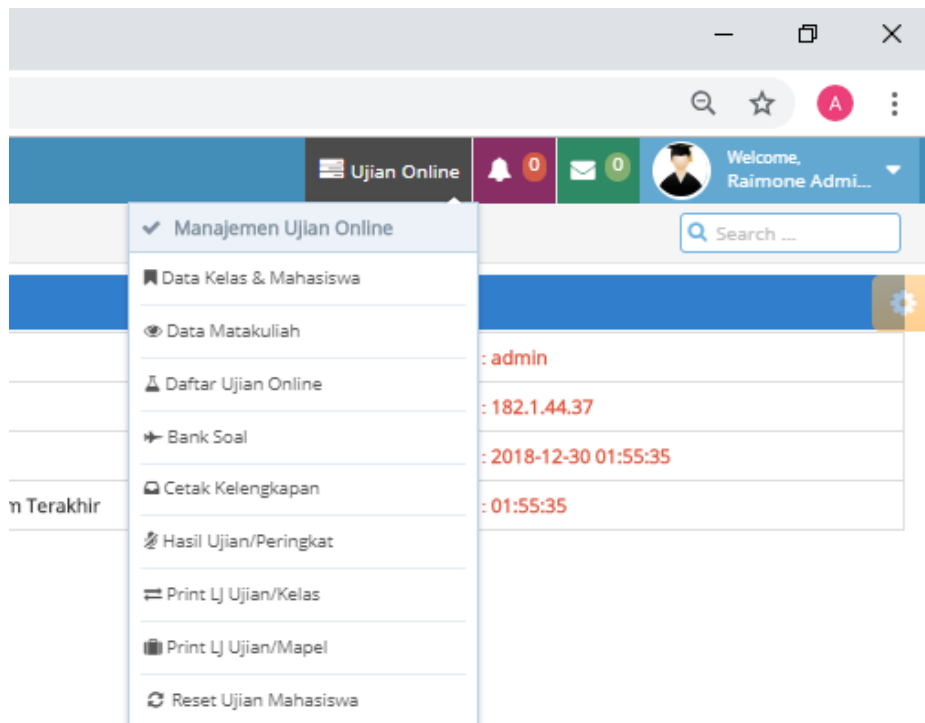 A
Ujian Online
0
0
Welcome,
Raimone Admi...
Manajemen Ujian Online
Search ...
Data Kelas & Mahasiswa
Data Matakuliah
: admin
Daftar Ujian Online
: 182.1.44.37
Bank Soal
: 2018-12-30 01:55:35
Cetak Kelengkapan
m Terakhir
: 01:55:35
Hasil Ujian/Peringkat
Print LJ Ujian/Kelas
Print LJ Ujian/Mapel
Reset Ujian Mahasiswa